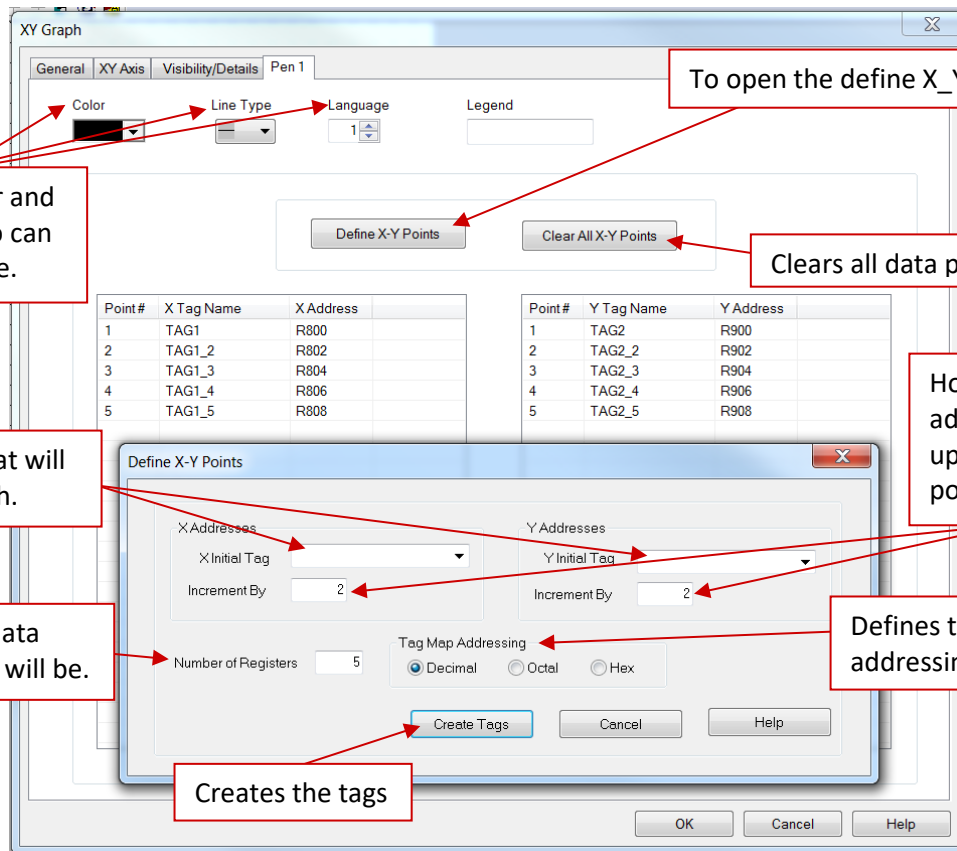 XY Graph
General XY Axis Visibility/Details Pen 1
To open the define X_Y
Color Line Type Language Legend
1
r and
o can
e.
Define X-Y Points Clear All X-Y Points
Clears all data p
Point # X Tag Name X Address
1 TAG1 R800
2 TAG1_2 R802
3 TAG1_3 R804
4 TAG1_4 R806
5 TAG1_5 R808
Point # Y Tag Name Y Address
1 TAG2 R900
2 TAG2_2 R902
3 TAG2_3 R904
4 TAG2_4 R906
5 TAG2_5 R908
Ho
ad
up
po
at will
h.
Define X-Y Points
X Addresses
X Initial Tag
Increment By 2
Y Addresses
Y Initial Tag
Increment By 2
ata
will be.
Number of Registers 5
Tag Map Addressing
Decimal Octal Hex
Defines t
addressin
Create Tags Cancel Help
Creates the tags
OK Cancel Help